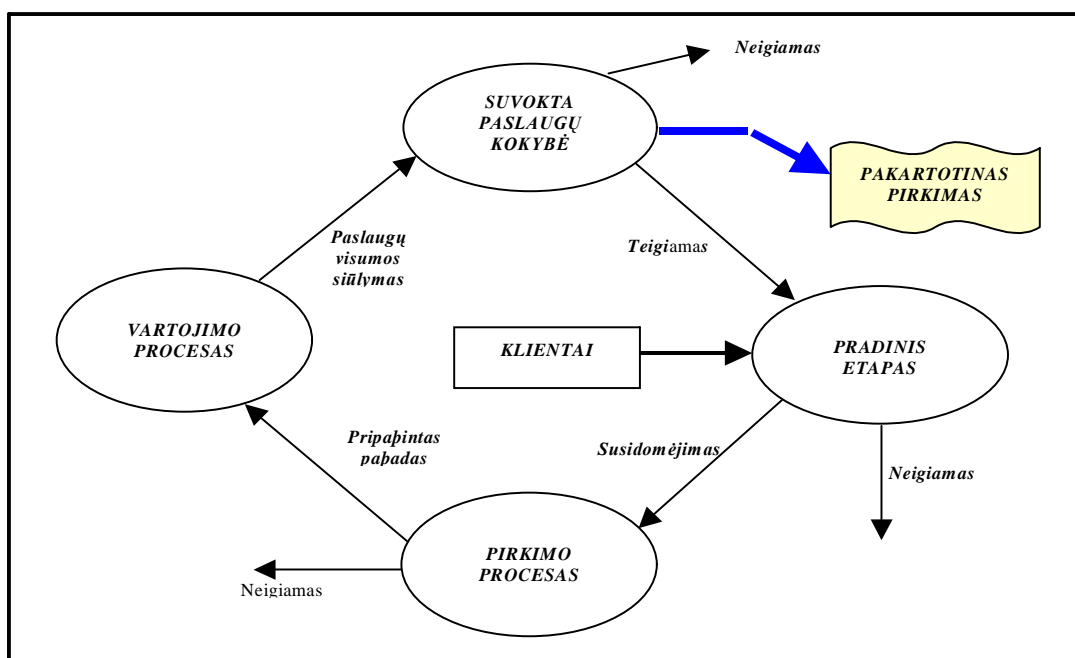 Neigiamas
SUVOKTA
PASLAUGŲ
KOKYBĖ
PAKARTOTINAS
PIRKIMAS
Paslaugų
visumos
siūlymas
Teigiamas
VARTOJIMO
PROCESAS
KLIENTAI
PRADINIS
ETAPAS
Pripaþintas
paþadas
Susidomėjimas
Neigiamas
PIRKIMO
PROCESAS
Neigiamas